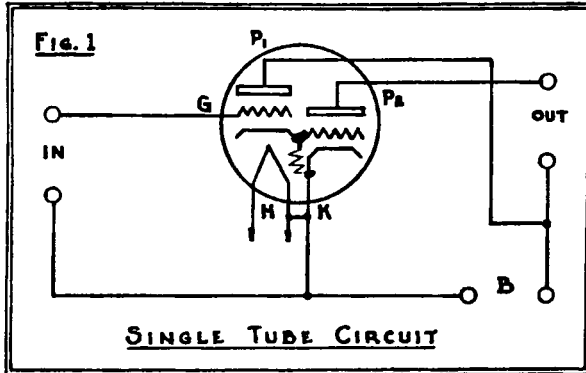 FIG. 1
P1
G
P2
IN
OUT
H K
B
SINGLE TUBE CIRCUIT